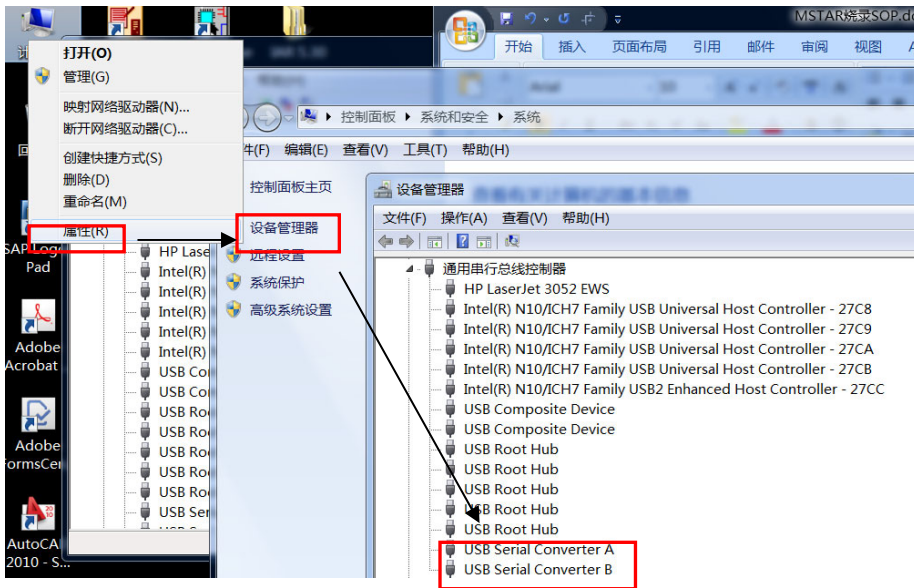 MSTAR烧录SOP.do
开始 插入 页面布局 引用 邮件 审阅 视图
打开(O)
管理(G)
映射网络驱动器(N)...
断开网络驱动器(C)...
创建快捷方式(S)
删除(D)
重命名(M)
属性(R)
控制面板 系统和安全 系统
件(F) 编辑(E) 查看(V) 工具(T) 帮助(H)
控制面板主页
设备管理器
远程设置
系统保护
高级系统设置
Pad
Adobe
Acrobat
Adobe
FormsCen
AutoCA
2010 - S...
HP Lase
Intel(R)
Intel(R)
Intel(R)
Intel(R)
Intel(R)
USB Co
USB Co
USB Roo
USB Roo
USB Roo
USB Roo
USB Roo
USB Ser
设备管理器
文件(F) 操作(A) 查看(V) 帮助(H)
通用串行总线控制器
HP LaserJet 3052 EWS
Intel(R) N10/ICH7 Family USB Universal Host Controller - 27C8
Intel(R) N10/ICH7 Family USB Universal Host Controller - 27C9
Intel(R) N10/ICH7 Family USB Universal Host Controller - 27CA
Intel(R) N10/ICH7 Family USB Universal Host Controller - 27CB
Intel(R) N10/ICH7 Family USB2 Enhanced Host Controller - 27CC
USB Composite Device
USB Composite Device
USB Root Hub
USB Root Hub
USB Root Hub
USB Root Hub
USB Root Hub
USB Serial Converter A
USB Serial Converter B